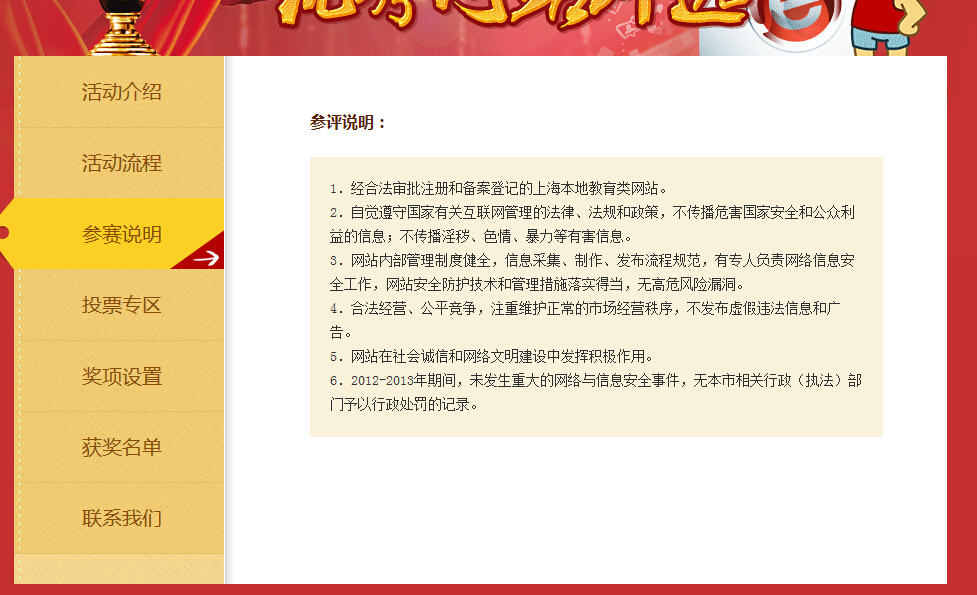 活动介绍
活动流程
参赛说明
投票专区
奖项设置
获奖名单
联系我们
参评说明：
1. 经合法审批注册和备案登记的上海本地教育类网站。
2. 自觉遵守国家有关互联网管理的法律、法规和政策，不传播危害国家安全和公众利
益的信息；不传播淫秽、色情、暴力等有害信息。
3. 网站内部管理制度健全，信息采集、制作、发布流程规范，有专人负责网络信息安
全工作，网站安全防护技术和管理措施落实得当，无高危风险漏洞。
4. 合法经营、公平竞争，注重维护正常的市场经营秩序，不发布虚假违法信息和广
告。
5. 网站在社会诚信和网络文明建设中发挥积极作用。
6. 2012-2013年期间，未发生重大的网络与信息安全事件，无本市相关行政（执法）部
门予以行政处罚的记录。